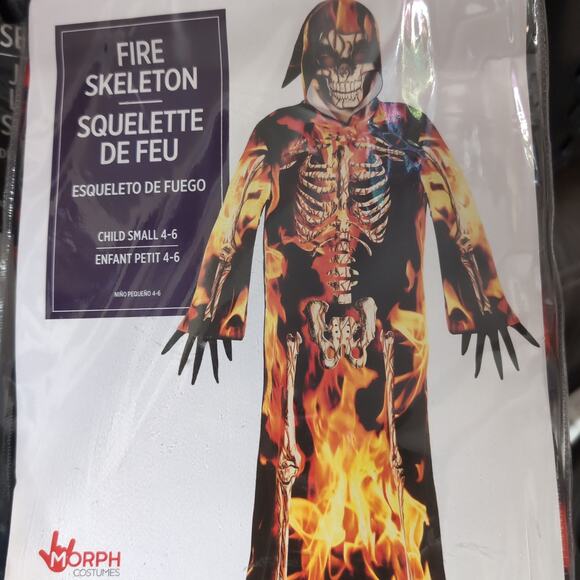 FIRE
SKELETON
SQUELETTE
DE FEU
ESQUELETO DE FUEGO
CHILD SMALL 4-6
ENFANT PETIT 4-6
NIÑO PEQUEÑO 4-6
MORPH
COSTUMES